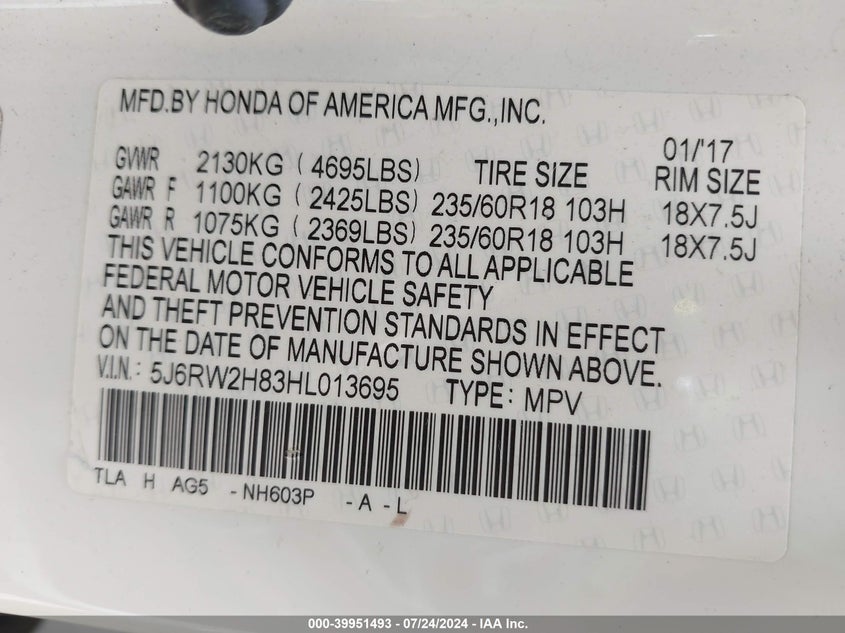 MFD.BY HONDA OF AMERICA MFG.,INC.
01/'17
GVWR 2130KG (4695LBS) TIRE SIZE RIM SIZE
GAWR F 1100KG (2425LBS) 235/60R18 103H 18X7.5J
GAWR R 1075KG (2369LBS) 235/60R18 103H 18X7.5J
THIS VEHICLE CONFORMS TO ALL APPLICABLE
FEDERAL MOTOR VEHICLE SAFETY
AND THEFT PREVENTION STANDARDS IN EFFECT
ON THE DATE OF MANUFACTURE SHOWN ABOVE.
V.I.N.: 5J6RW2H83HL013695 TYPE: MPV
TLA H AG5 -NH603P -A -L
000-39951493 - 07/24/2024 - IAA Inc.